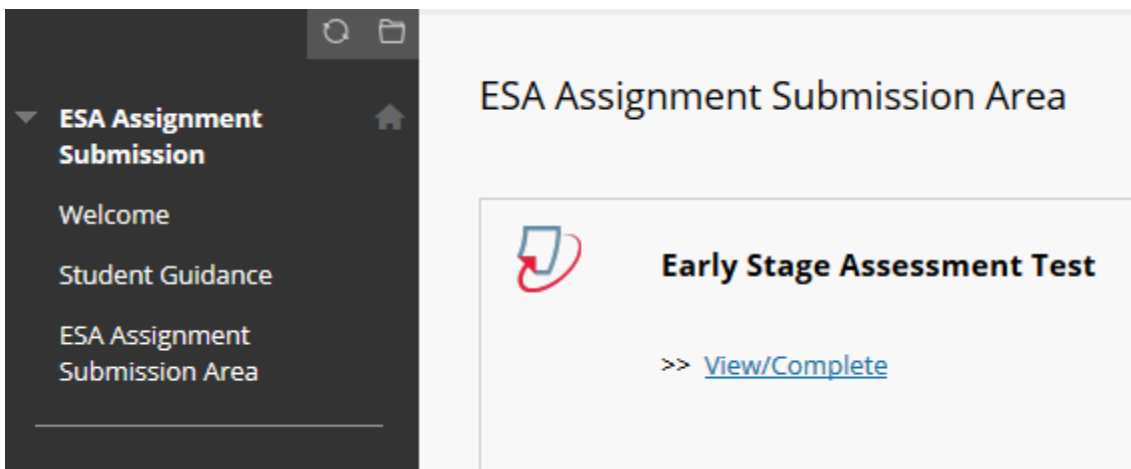 ESA Assignment
Submission
Welcome
Student Guidance
ESA Assignment
Submission Area
ESA Assignment Submission Area
Early Stage Assessment Test
>> View/Complete